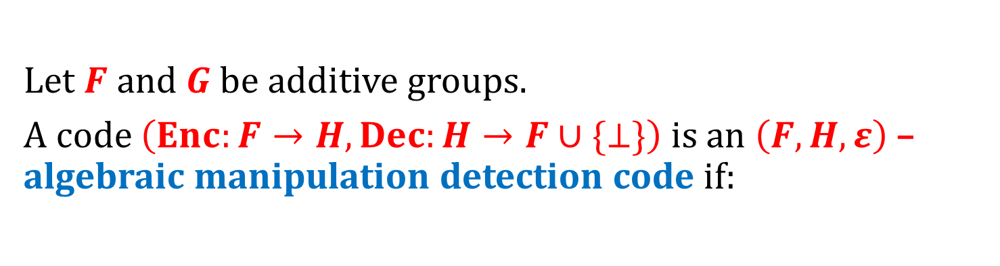 Let F and G be additive groups.
A code (Enc: F → H, Dec: H → F ∪ {⊥}) is an (F, H, ε) –
algebraic manipulation detection code if: